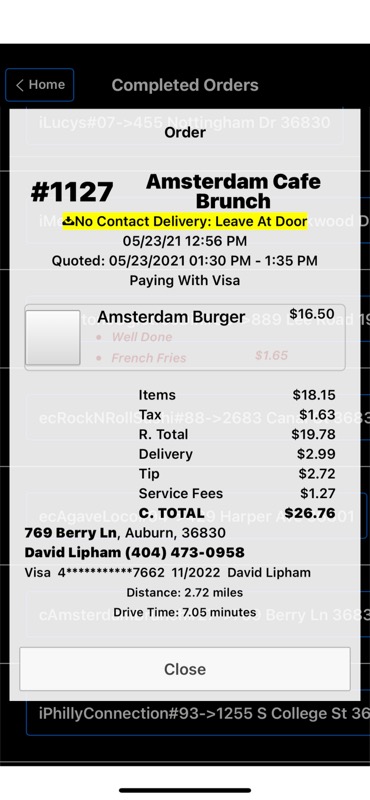 Home
Completed Orders
iLucys#07->455 Nottingham Dr 36830
Order
#1127
Amsterdam Cafe Brunch
No Contact Delivery: Leave At Door
05/23/21 12:56 PM
Quoted: 05/23/2021 01:30 PM - 1:35 PM
Paying With Visa
Amsterdam Burger $16.50
• Well Done
• French Fries $1.65
Items $18.15
Tax $1.63
R. Total $19.78
Delivery $2.99
Tip $2.72
Service Fees $1.27
C. TOTAL $26.76
769 Berry Ln, Auburn, 36830
David Lipham (404) 473-0958
Visa 4***********7662 11/2022 David Lipham
Distance: 2.72 miles
Drive Time: 7.05 minutes
Close
iPhillyConnection#93->1255 S College St 36